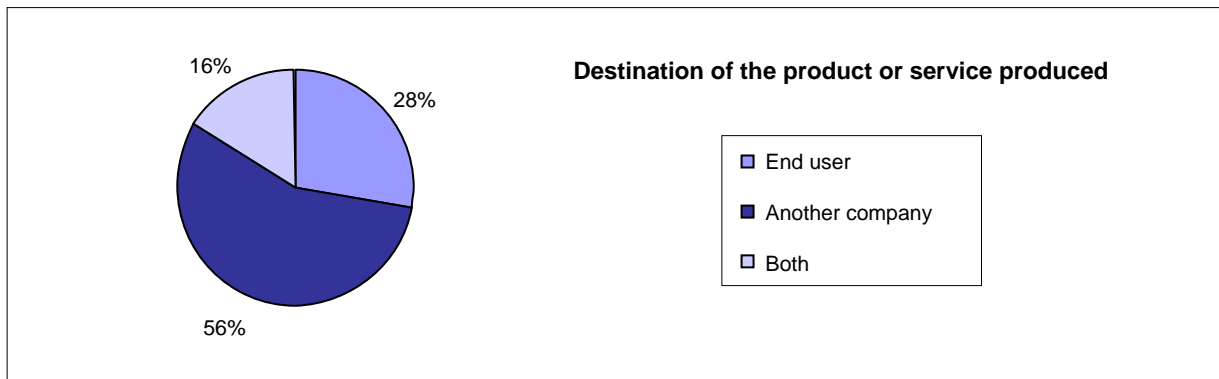 Destination of the product or service produced
16%
28%
56%
End user
Another company
Both